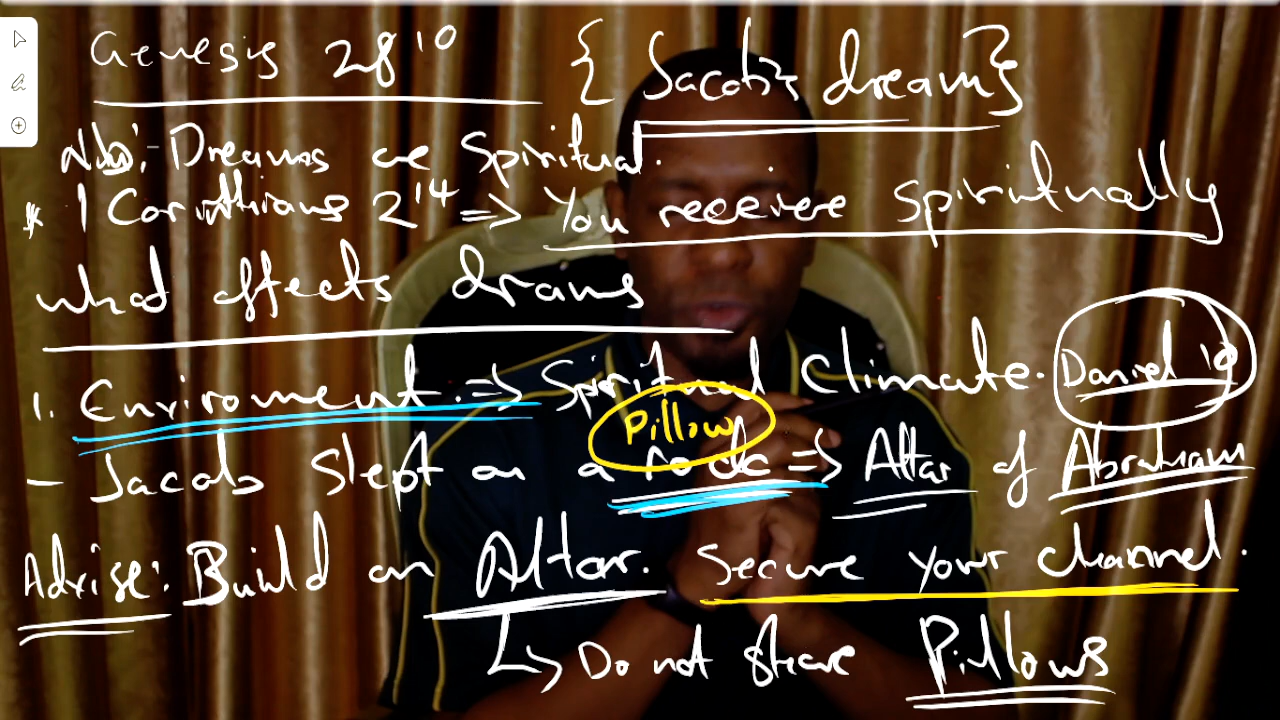 Genesis 28¹⁰ {Jacob's dream}
Nb:- Dreams are Spiritual.
* 1 Corinthians 2¹⁴ => You receive spiritually
what affects drams
1. Enviroment. => Spiritual Climate. Daniel 10
Pillow
- Jacob slept on a rock => Altar of Abraham
Advise: Build an Altar. Secure your channel.
↳ Do not share Pillows